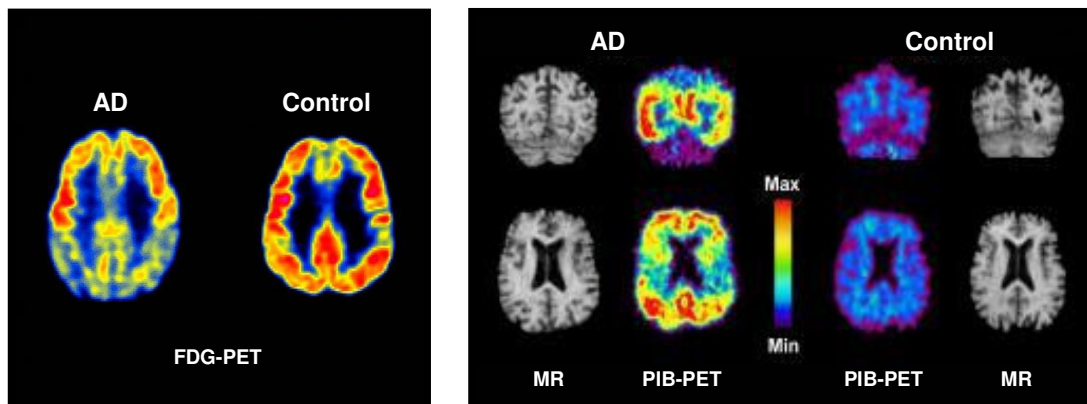 AD Control
FDG-PET
AD Control
Max
Min
MR PIB-PET PIB-PET MR